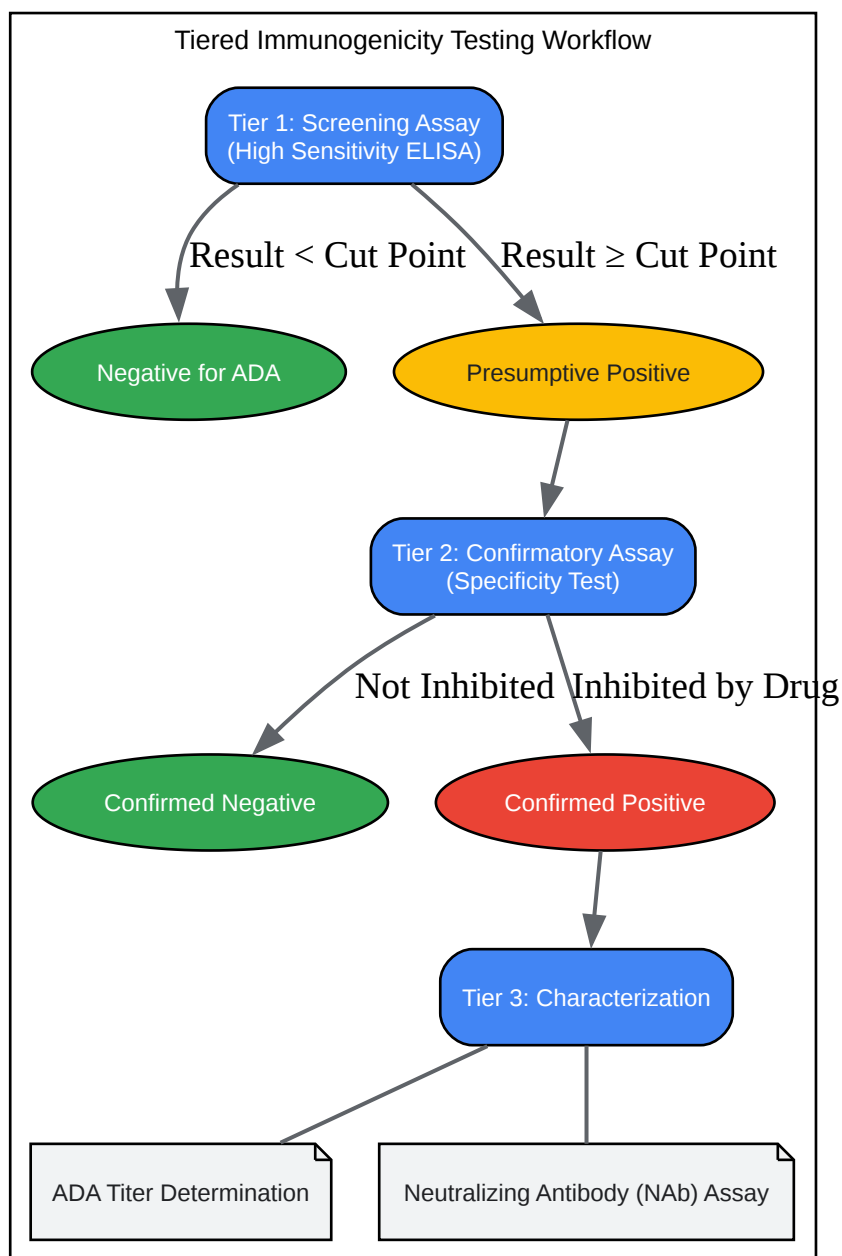 Tiered Immunogenicity Testing Workflow
Tier 1: Screening Assay
(High Sensitivity ELISA)
Result < Cut Point
Result ≥ Cut Point
Negative for ADA
Presumptive Positive
Tier 2: Confirmatory Assay
(Specificity Test)
Not Inhibited
Inhibited by Drug
Confirmed Negative
Confirmed Positive
Tier 3: Characterization
ADA Titer Determination
Neutralizing Antibody (NAb) Assay